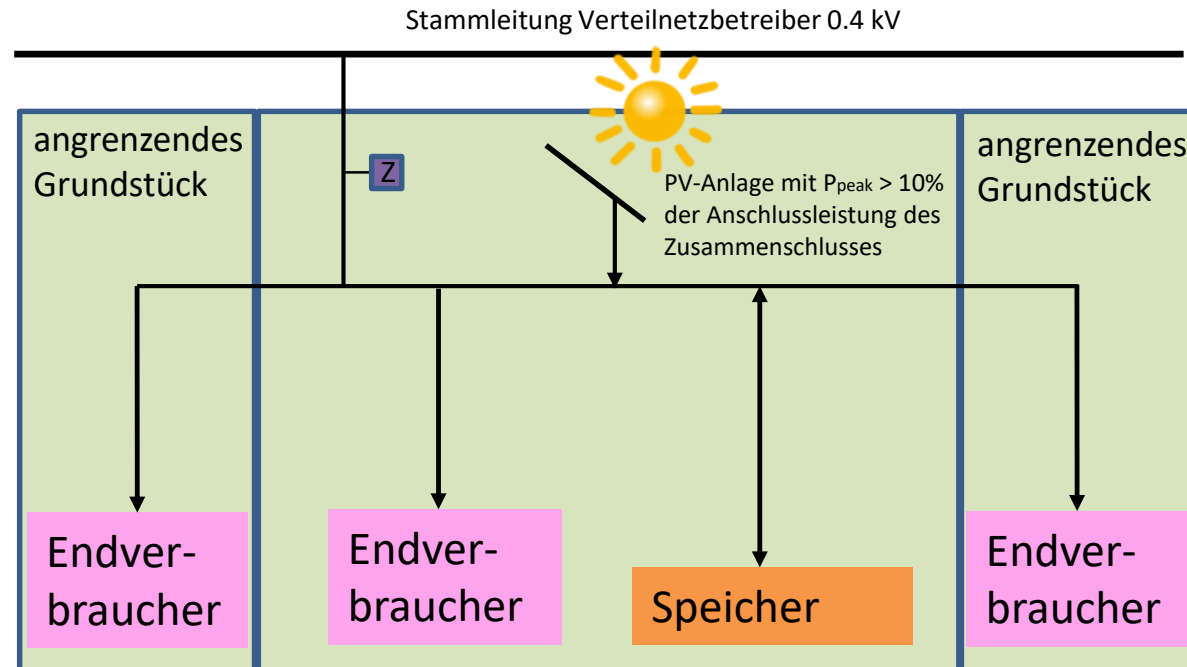 Stammleitung Verteilnetzbetreiber 0.4 kV
angrenzendes
Grundstück
Z
PV-Anlage mit Ppeak > 10%
der Anschlussleistung des
Zusammenschlusses
angrenzendes
Grundstück
Endver-
braucher
Endver-
braucher
Speicher
Endver-
braucher